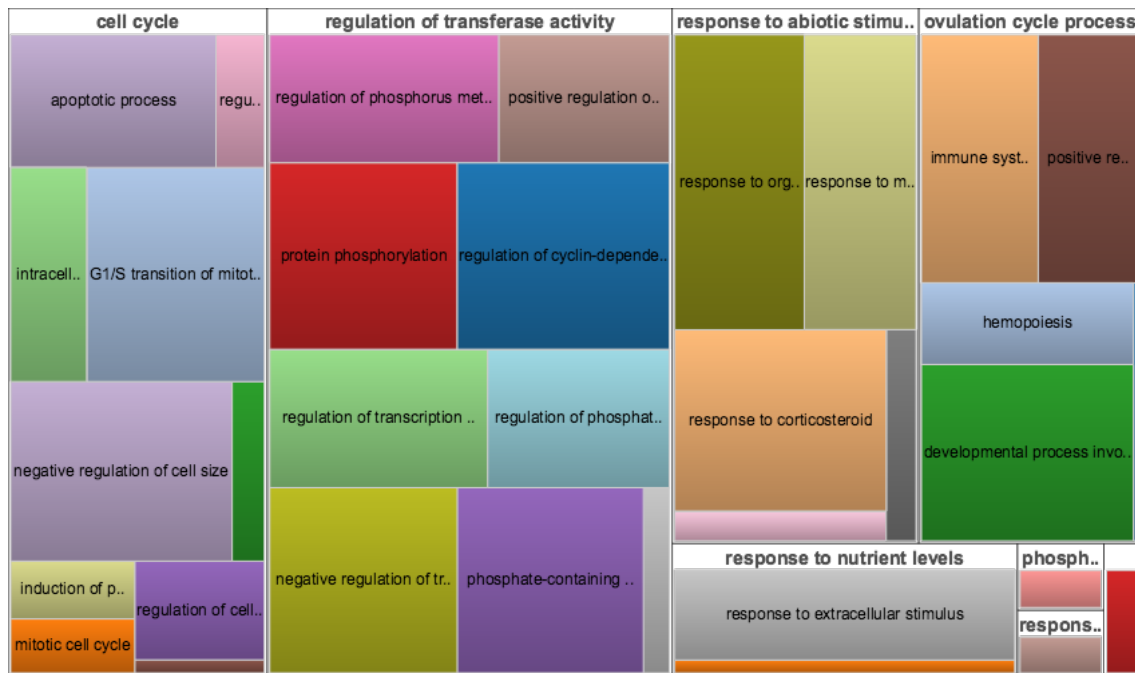 cell cycle
apoptotic process
regu..
intracell..
G1/S transition of mitot..
negative regulation of cell size
induction of p..
regulation of cell..
mitotic cell cycle
regulation of transferase activity
regulation of phosphorus met..
positive regulation o..
protein phosphorylation
regulation of cyclin-depende..
regulation of transcription ..
regulation of phosphat..
negative regulation of tr..
phosphate-containing ..
response to abiotic stimu..
response to org..
response to m..
response to corticosteroid
ovulation cycle process
immune syst..
positive re..
hemopoiesis
developmental process invo..
response to nutrient levels
response to extracellular stimulus
phosph..
respons..